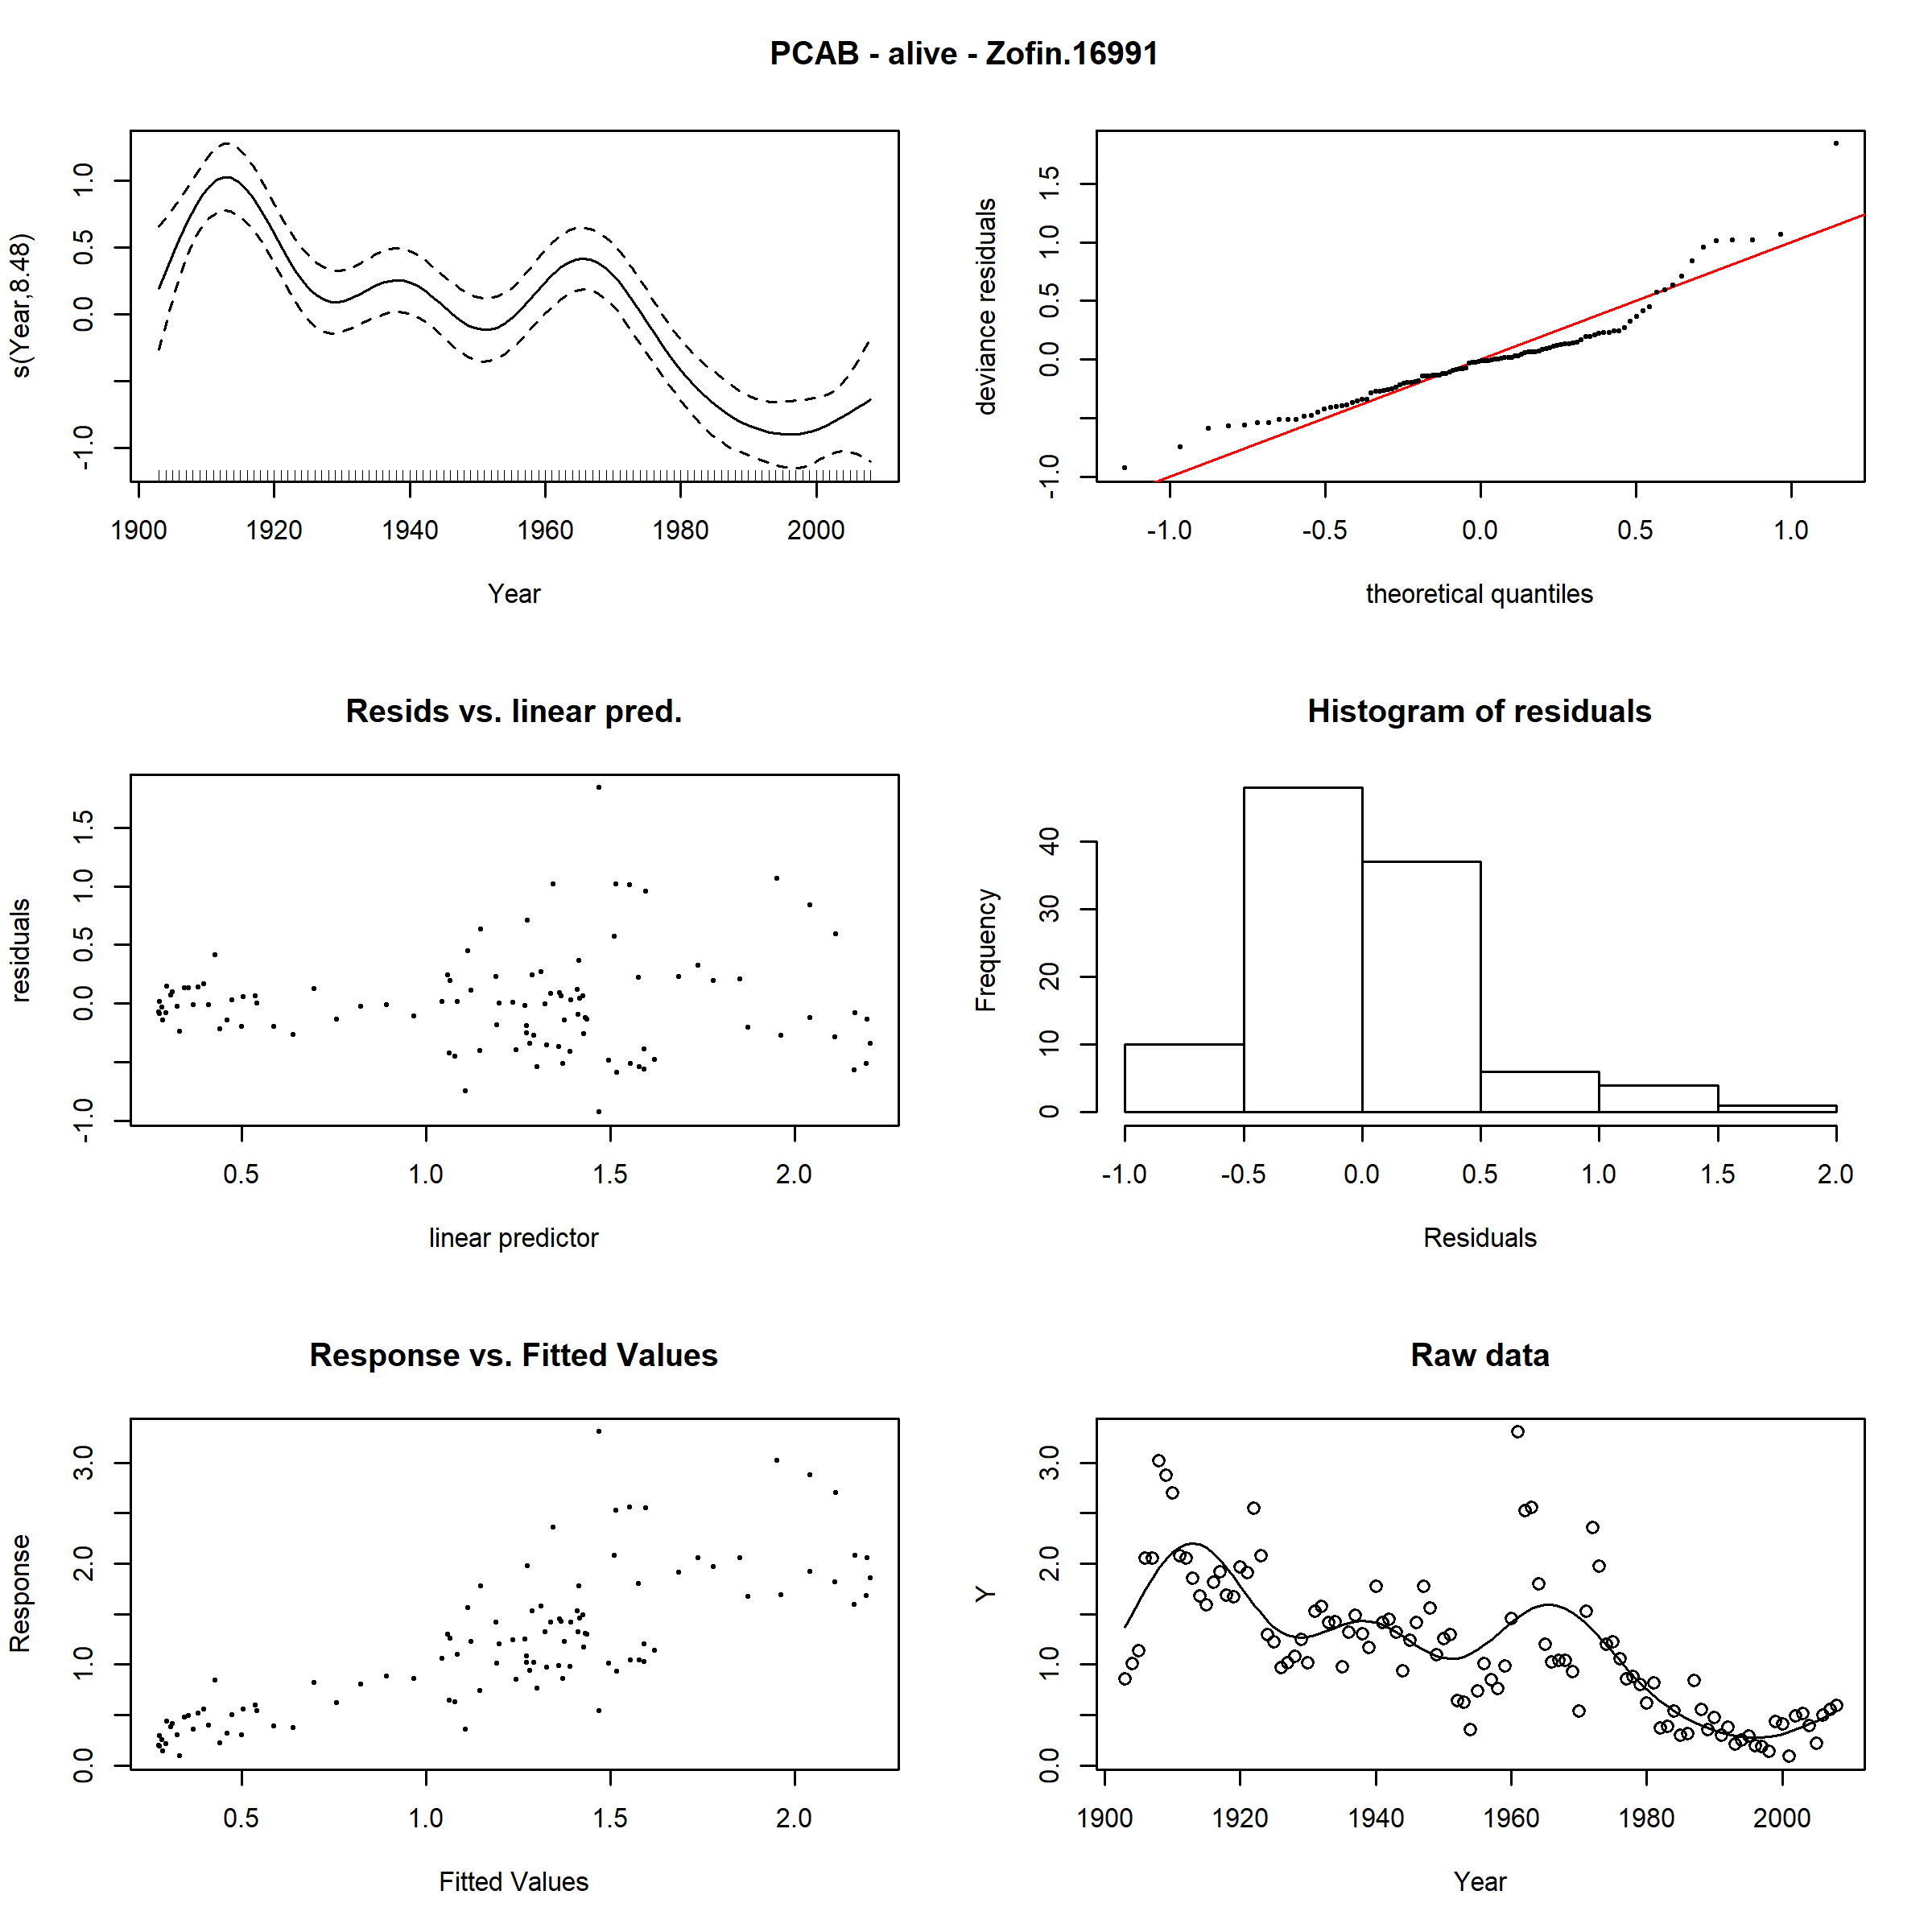 PCAB - alive - Zofin.16991
s(Year,8.48)
-1.0 0.0 0.5 1.0
1900 1920 1940 1960 1980 2000
Year
deviance residuals
-1.0 0.0 0.5 1.0 1.5
-1.0 -0.5 0.0 0.5 1.0
theoretical quantiles
Resids vs. linear pred.
residuals
-1.0 0.0 0.5 1.0 1.5
0.5 1.0 1.5 2.0
linear predictor
Histogram of residuals
Frequency
0 10 20 30 40
-1.0 -0.5 0.0 0.5 1.0 1.5 2.0
Residuals
Response vs. Fitted Values
Response
0.0 1.0 2.0 3.0
0.5 1.0 1.5 2.0
Fitted Values
Raw data
Y
0.0 1.0 2.0 3.0
1900 1920 1940 1960 1980 2000
Year